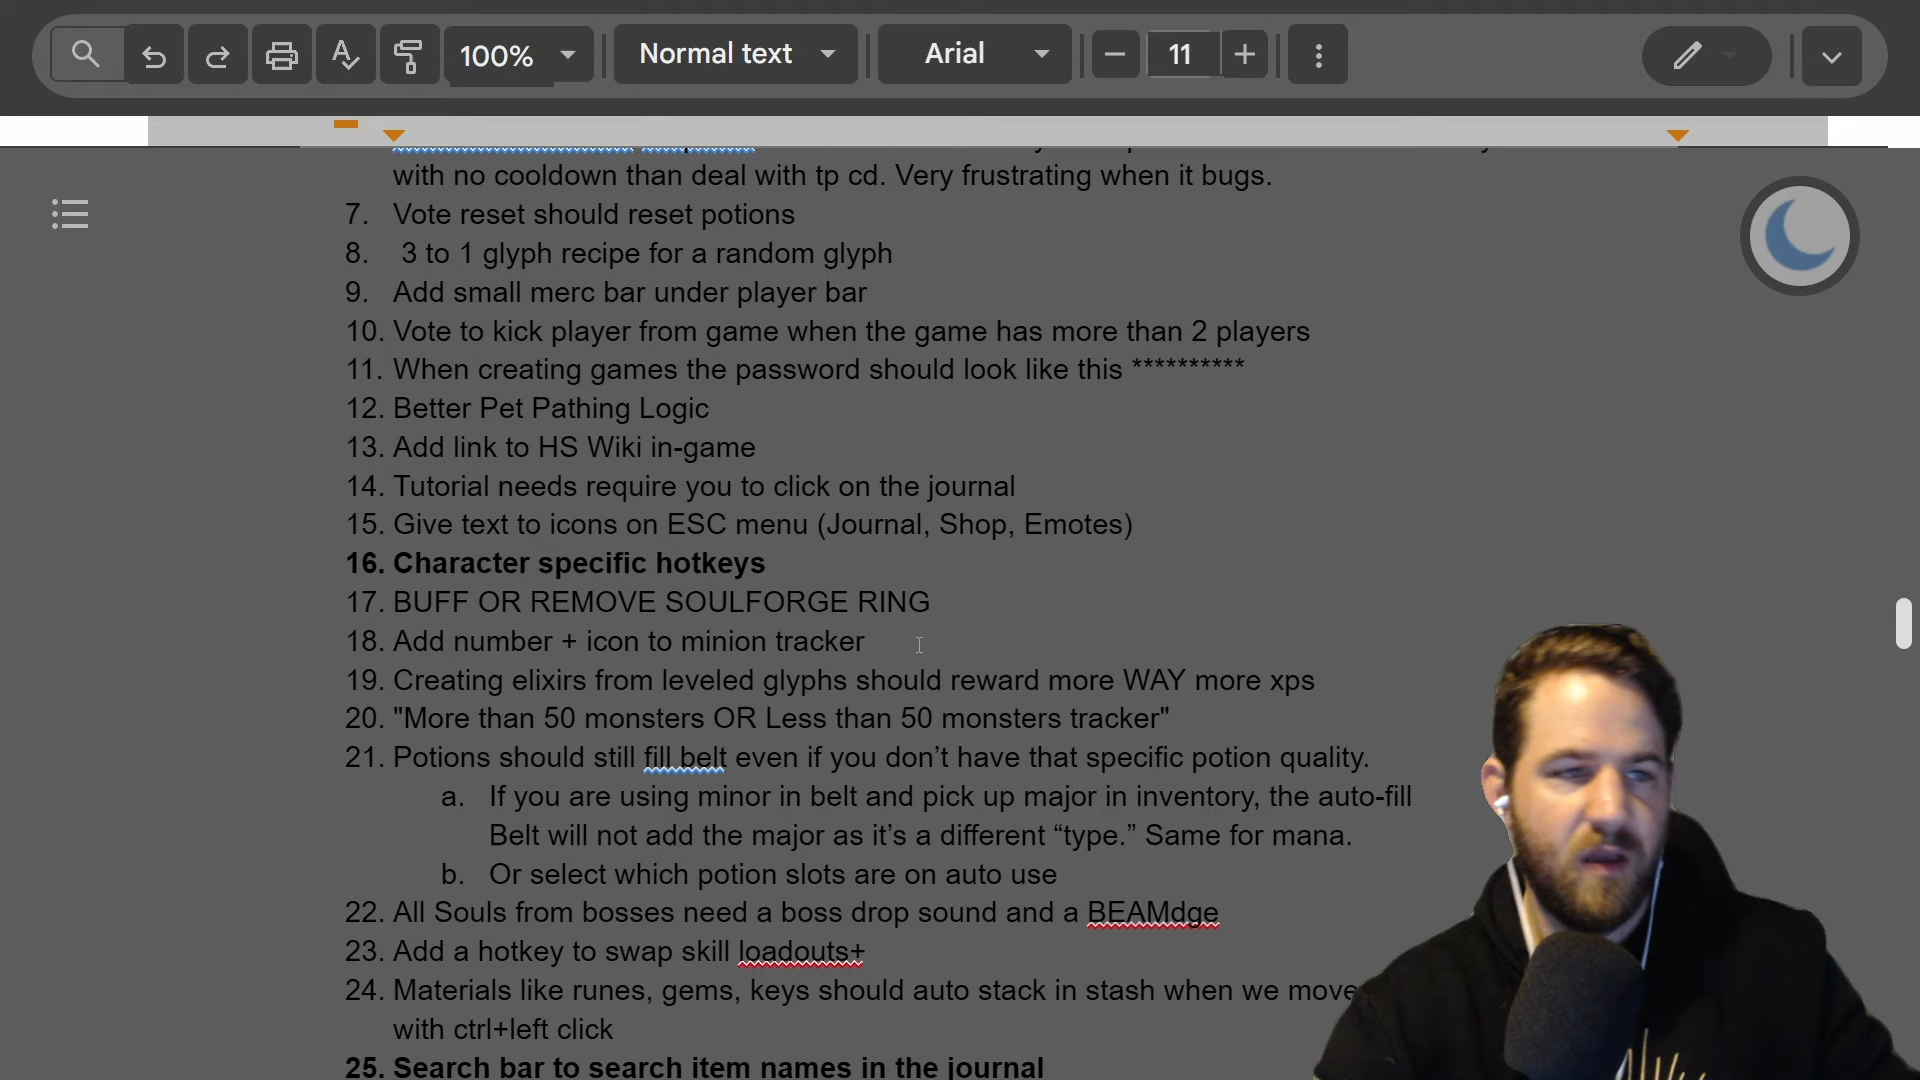 100%
Normal text
Arial
11
with no cooldown than deal with tp cd. Very frustrating when it bugs.
7. Vote reset should reset potions
8. 3 to 1 glyph recipe for a random glyph
9. Add small merc bar under player bar
10. Vote to kick player from game when the game has more than 2 players
11. When creating games the password should look like this **********
12. Better Pet Pathing Logic
13. Add link to HS Wiki in-game
14. Tutorial needs require you to click on the journal
15. Give text to icons on ESC menu (Journal, Shop, Emotes)
16. Character specific hotkeys
17. BUFF OR REMOVE SOULFORGE RING
18. Add number + icon to minion tracker
19. Creating elixirs from leveled glyphs should reward more WAY more xps
20. "More than 50 monsters OR Less than 50 monsters tracker"
21. Potions should still fill belt even if you don’t have that specific potion quality.
a. If you are using minor in belt and pick up major in inventory, the auto-fill
Belt will not add the major as it’s a different “type.” Same for mana.
b. Or select which potion slots are on auto use
22. All Souls from bosses need a boss drop sound and a BEAMdge
23. Add a hotkey to swap skill loadouts+
24. Materials like runes, gems, keys should auto stack in stash when we move
with ctrl+left click
25. Search bar to search item names in the journal